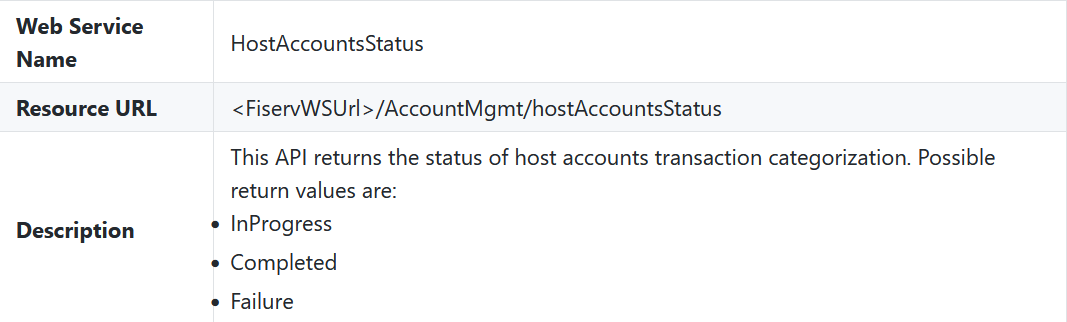 Web Service
Name
HostAccountsStatus
Resource URL
<FiservWSUrl>/AccountMgmt/hostAccountsStatus
Description
This API returns the status of host accounts transaction categorization. Possible
return values are:
• InProgress
• Completed
• Failure